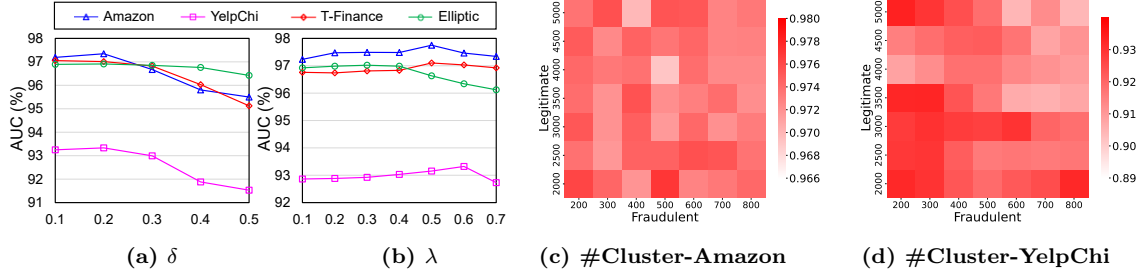 Amazon YelpChi T-Finance Elliptic
AUC (%)
98
97
96
95
94
93
92
91
0.1 0.2 0.3 0.4 0.5
(a) δ
AUC (%)
98
97
96
95
94
93
92
0.1 0.2 0.3 0.4 0.5 0.6 0.7
(b) λ
Legitimate
5000
4500
4000
3500
3000
2500
2000
200 300 400 500 600 700 800
Fraudulent
0.980
0.978
0.976
0.974
0.972
0.970
0.968
0.966
(c) #Cluster-Amazon
Legitimate
5000
4500
4000
3500
3000
2500
2000
200 300 400 500 600 700 800
Fraudulent
0.93
0.92
0.91
0.90
0.89
(d) #Cluster-YelpChi